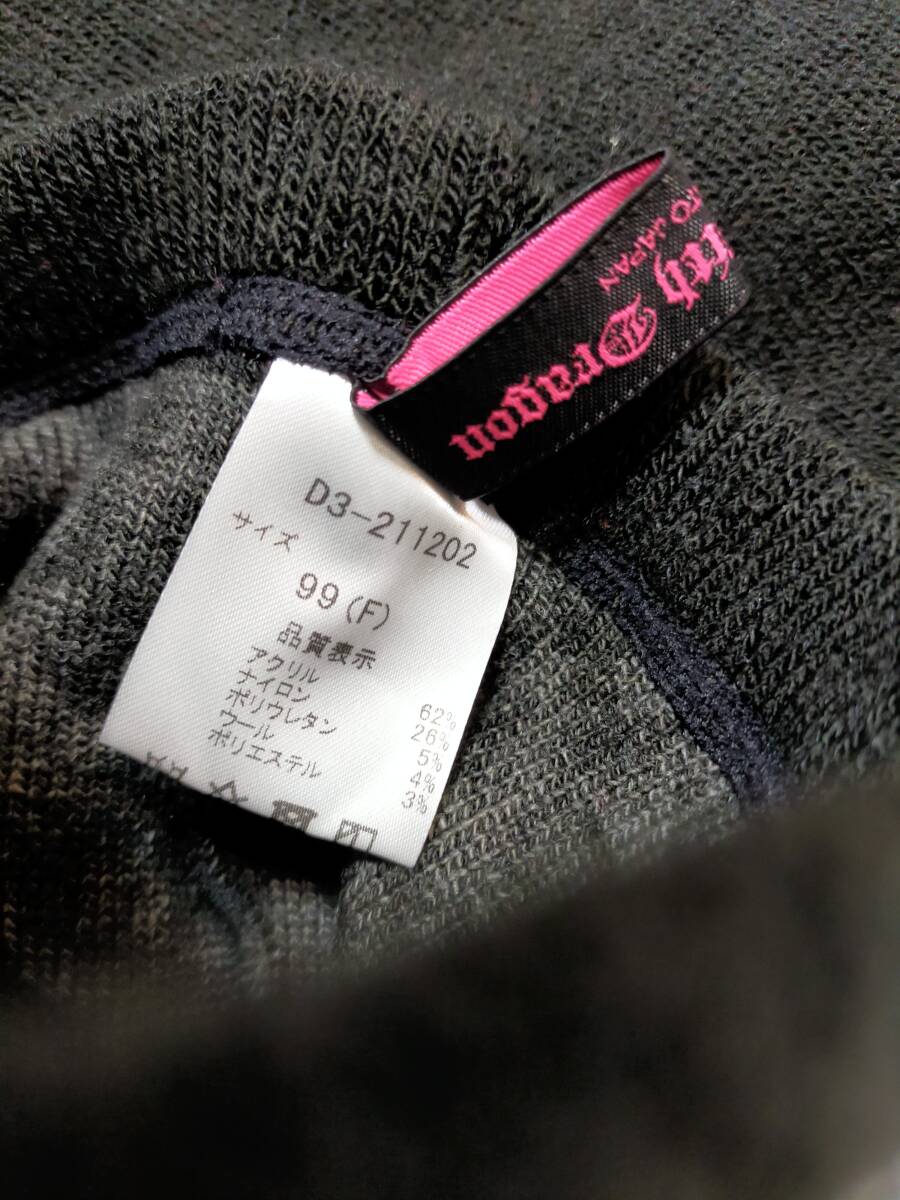 Dragon
JAPAN
D3-211202
サイズ
99(F)
品質表示
アクリル 62%
ナイロン 26%
ポリウレタン 5%
ウール 4%
ポリエステル 3%